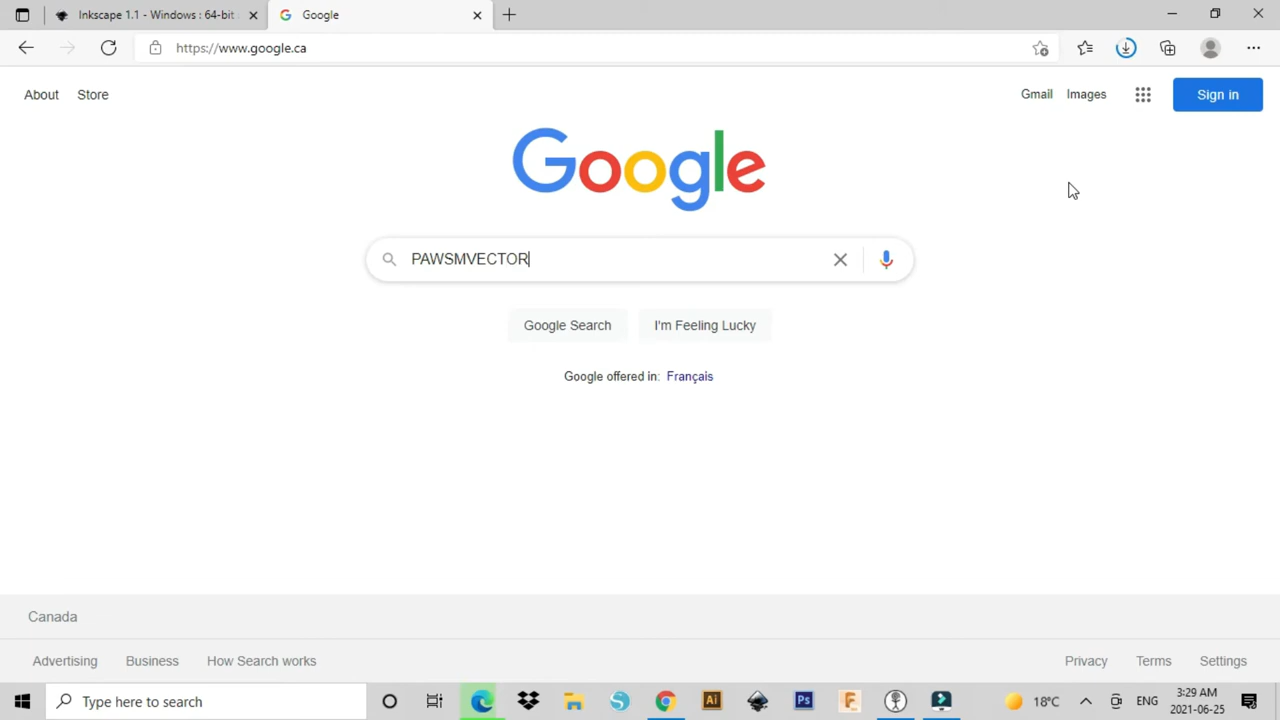 Inkscape 1.1 - Windows : 64-bit
Google
https://www.google.ca
About Store
Gmail Images Sign in
Google
PAWSMVECTOR
Google Search I'm Feeling Lucky
Google offered in: Français
Canada
Advertising Business How Search works
Privacy Terms Settings
Type here to search
Ai
Ps
F
18°C
ENG
3:29 AM
2021-06-25